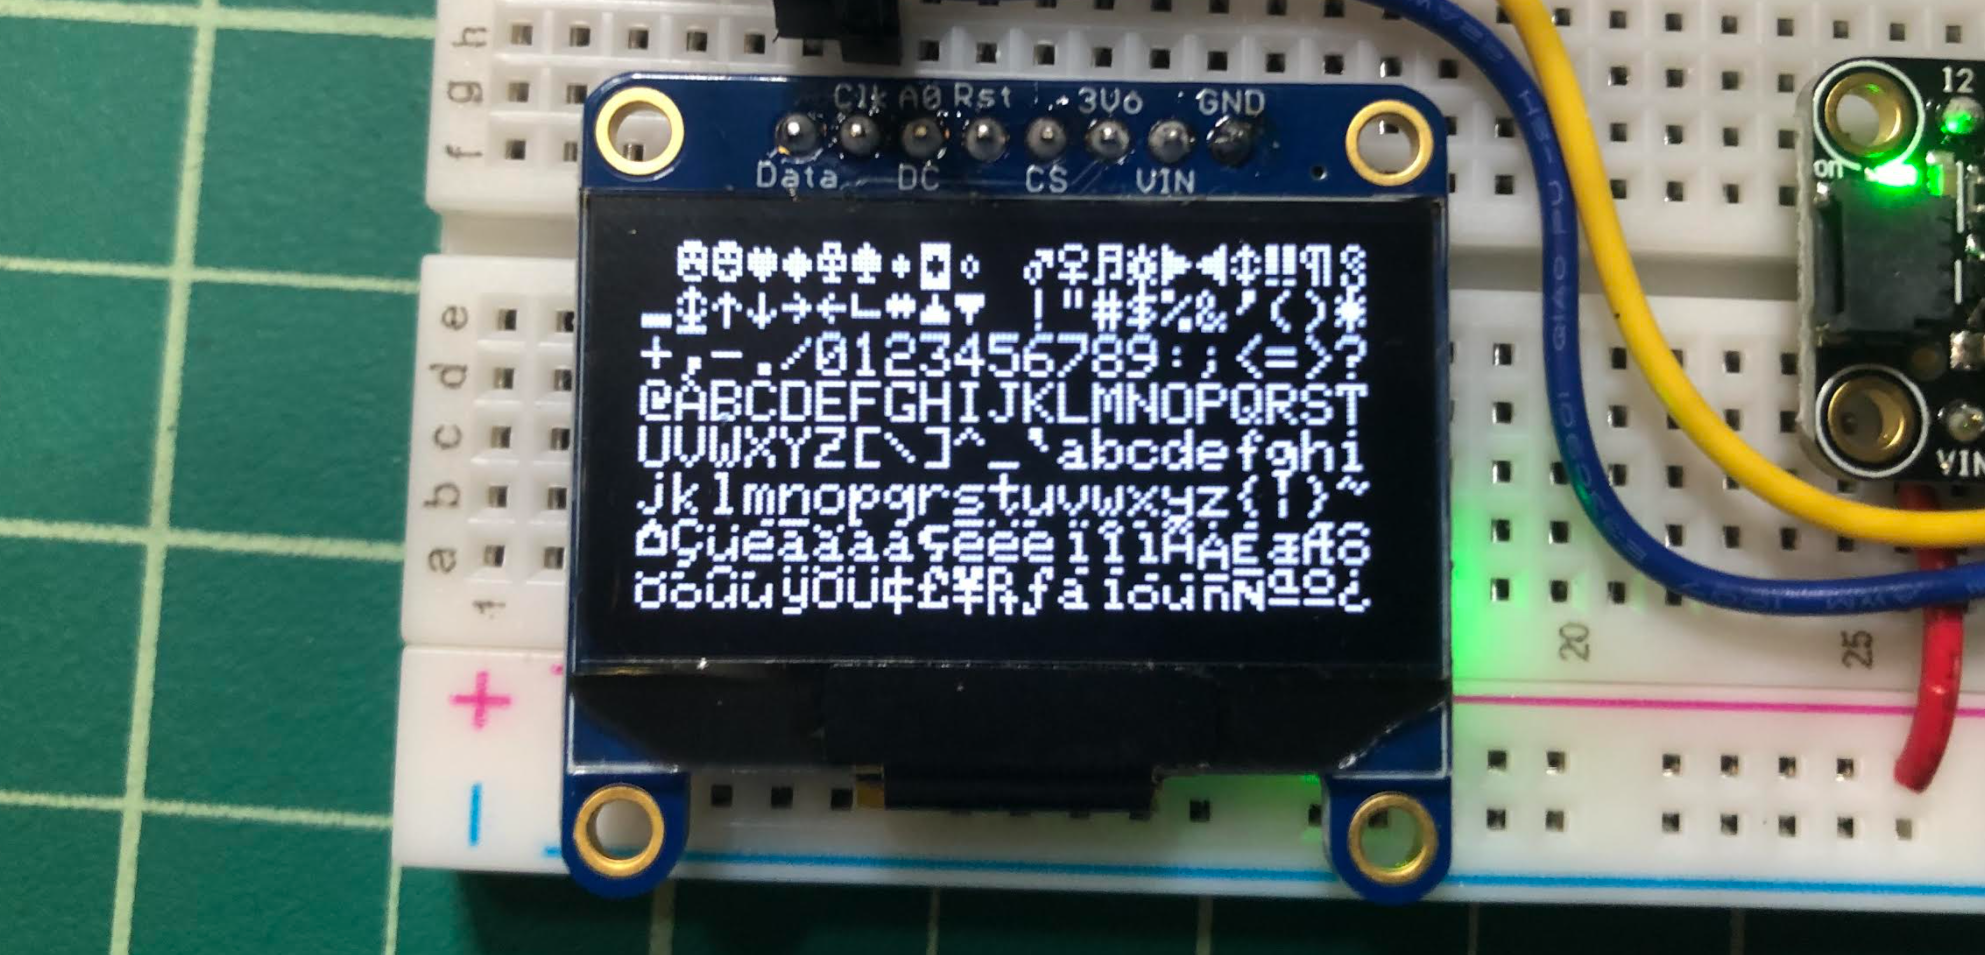 h
g
f
Clk A0 Rst 3Vo GND
Data DC CS VIN
12
on
☺☻♥♦♣♠•◘○ ♂♀♫☼►◄↕‼¶§
▬↨↑↓→←∟↔▲▼ !"#$%&'()*
+,-./0123456789:;<=>?
@ABCDEFGHIJKLMNOPQRST
UVWXYZ[\]^_`abcdefghi
jklmnopqrstuvwxyz{|}~
⌂ÇüéâäàåçêëèïîìÄÅÉæÆô
öòûùÿÖÜ¢£¥₧ƒáíóúñÑªº¿
e
d
c
b
a
1
VIN
20
25
+
-